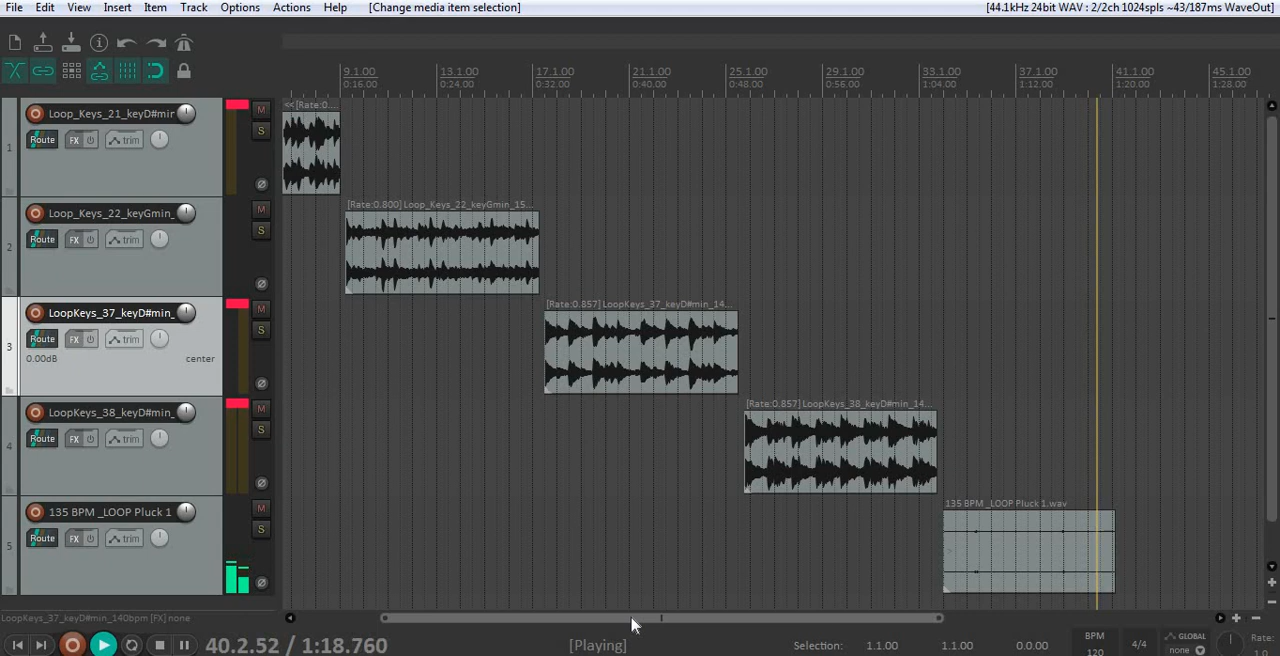 File Edit View Insert Item Track Options Actions Help [Change media item selection] [44.1kHz 24bit WAV : 2/2ch 1024spls ~43/187ms WaveOut]
9.1.00 13.1.00 17.1.00 21.1.00 25.1.00 29.1.00 33.1.00 37.1.00 41.1.00 45.1.00
0:16.00 0:24.00 0:32.00 0:40.00 0:48.00 0:56.00 1:04.00 1:12.00 1:20.00 1:28.00
1 Loop_Keys_21_keyD#mir M << [Rate:0....
Route FX trim S
2 Loop_Keys_22_keyGmin_ M [Rate:0.800] Loop_Keys_22_keyGmin_15...
Route FX trim S
3 LoopKeys_37_keyD#min_ M [Rate:0.857] LoopKeys_37_keyD#min_14...
Route FX trim S
0.00dB center
4 LoopKeys_38_keyD#min_ M [Rate:0.857] LoopKeys_38_keyD#min_14...
Route FX trim S
5 135 BPM _LOOP Pluck 1 M 135 BPM _LOOP Pluck 1.wav
Route FX trim S
LoopKeys_37_keyD#min_140bpm [FX] none
40.2.52 / 1:18.760 [Playing] Selection: 1.1.00 1.1.00 0.0.00 BPM 120 4/4 GLOBAL none Rate: 1.0